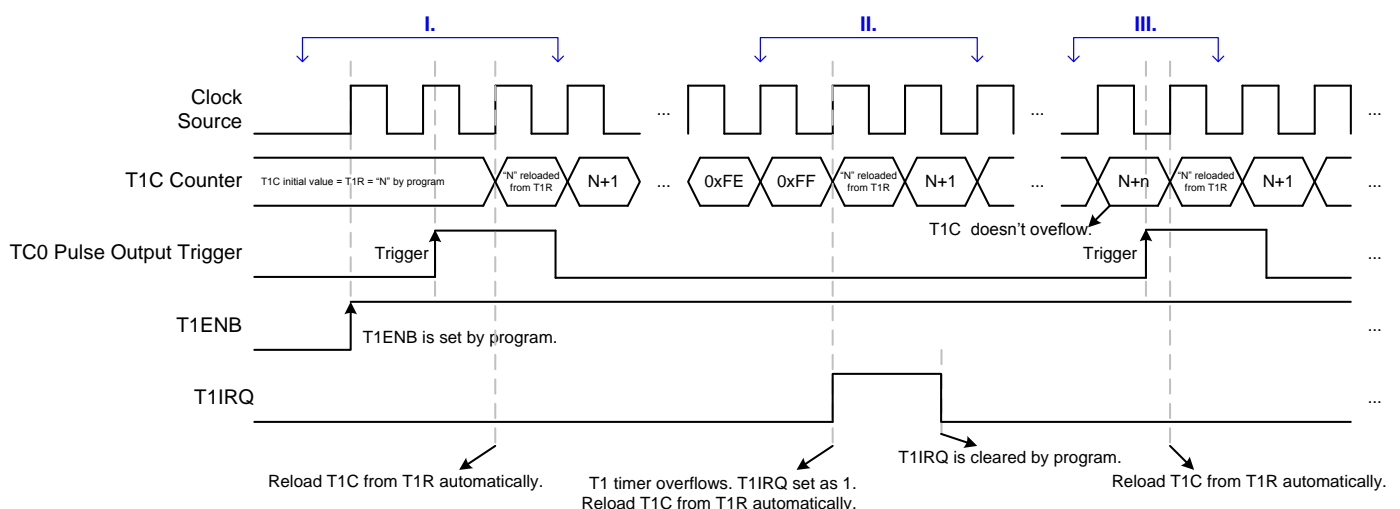 I.
II.
III.
Clock
Source
...
...
...
T1C Counter
T1C initial value = T1R = “N” by program
“N” reloaded
from T1R
N+1
...
0xFE
0xFF
“N” reloaded
from T1R
N+1
...
N+n
“N” reloaded
from T1R
N+1
...
T1C doesn't oveflow.
TC0 Pulse Output Trigger
Trigger
Trigger
...
T1ENB
T1ENB is set by program.
...
T1IRQ
...
T1IRQ is cleared by program.
Reload T1C from T1R automatically.
T1 timer overflows. T1IRQ set as 1.
Reload T1C from T1R automatically.
Reload T1C from T1R automatically.